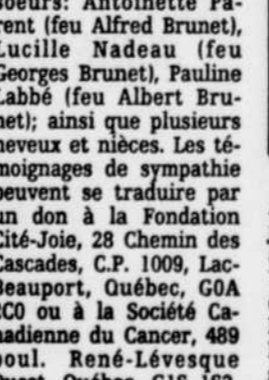 soeurs: Antoinette Pa-
rent (feu Alfred Brunet),
Lucille Nadeau (feu
Georges Brunet), Pauline
Labbé (feu Albert Bru-
net); ainsi que plusieurs
neveux et nièces. Les té-
moignages de sympathie
peuvent se traduire par
un don à la Fondation
Cité-Joie, 28 Chemin des
Cascades, C.P. 1009, Lac-
Beauport, Québec, G0A
2C0 ou à la Société Ca-
nadienne du Cancer, 489
boul. René-Lévesque
Ouest, Québec, G1S